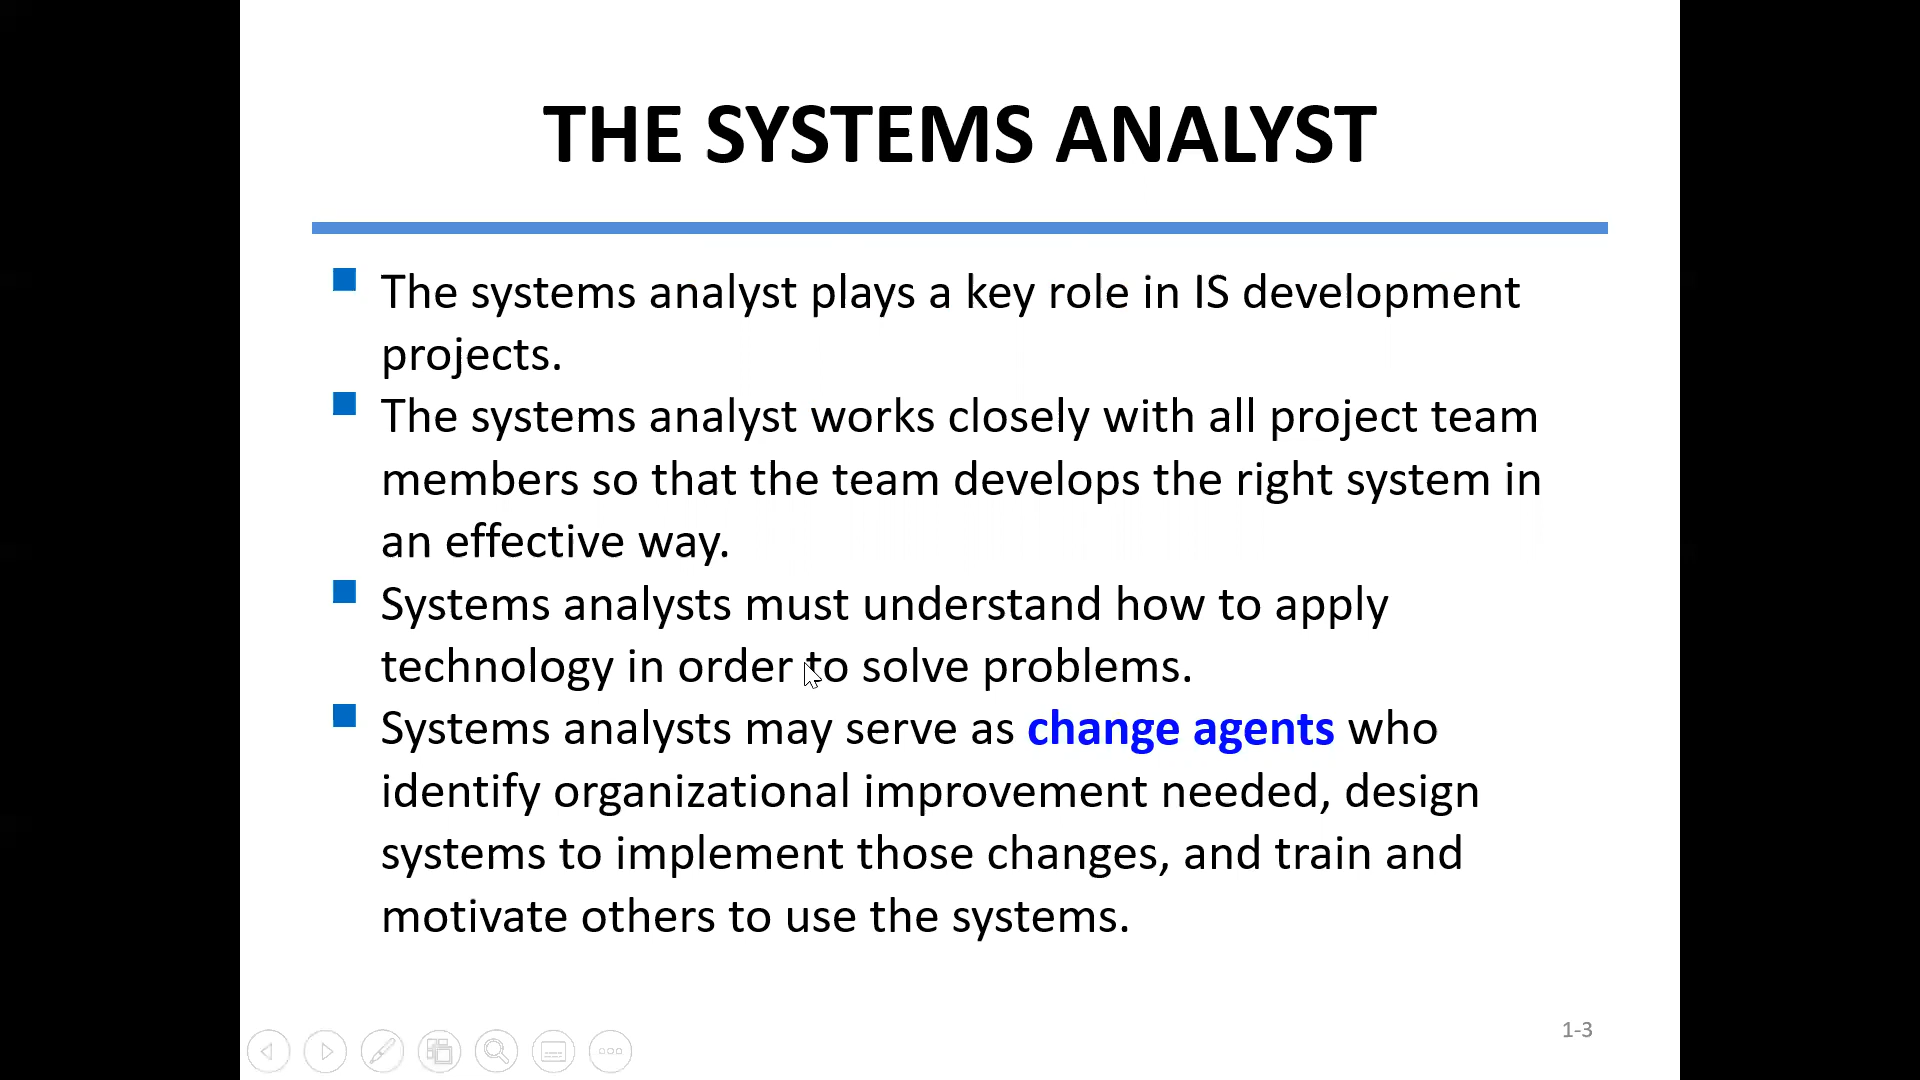 THE SYSTEMS ANALYST
The systems analyst plays a key role in IS development
projects.
The systems analyst works closely with all project team
members so that the team develops the right system in
an effective way.
Systems analysts must understand how to apply
technology in order to solve problems.
Systems analysts may serve as change agents who
identify organizational improvement needed, design
systems to implement those changes, and train and
motivate others to use the systems.
1-3